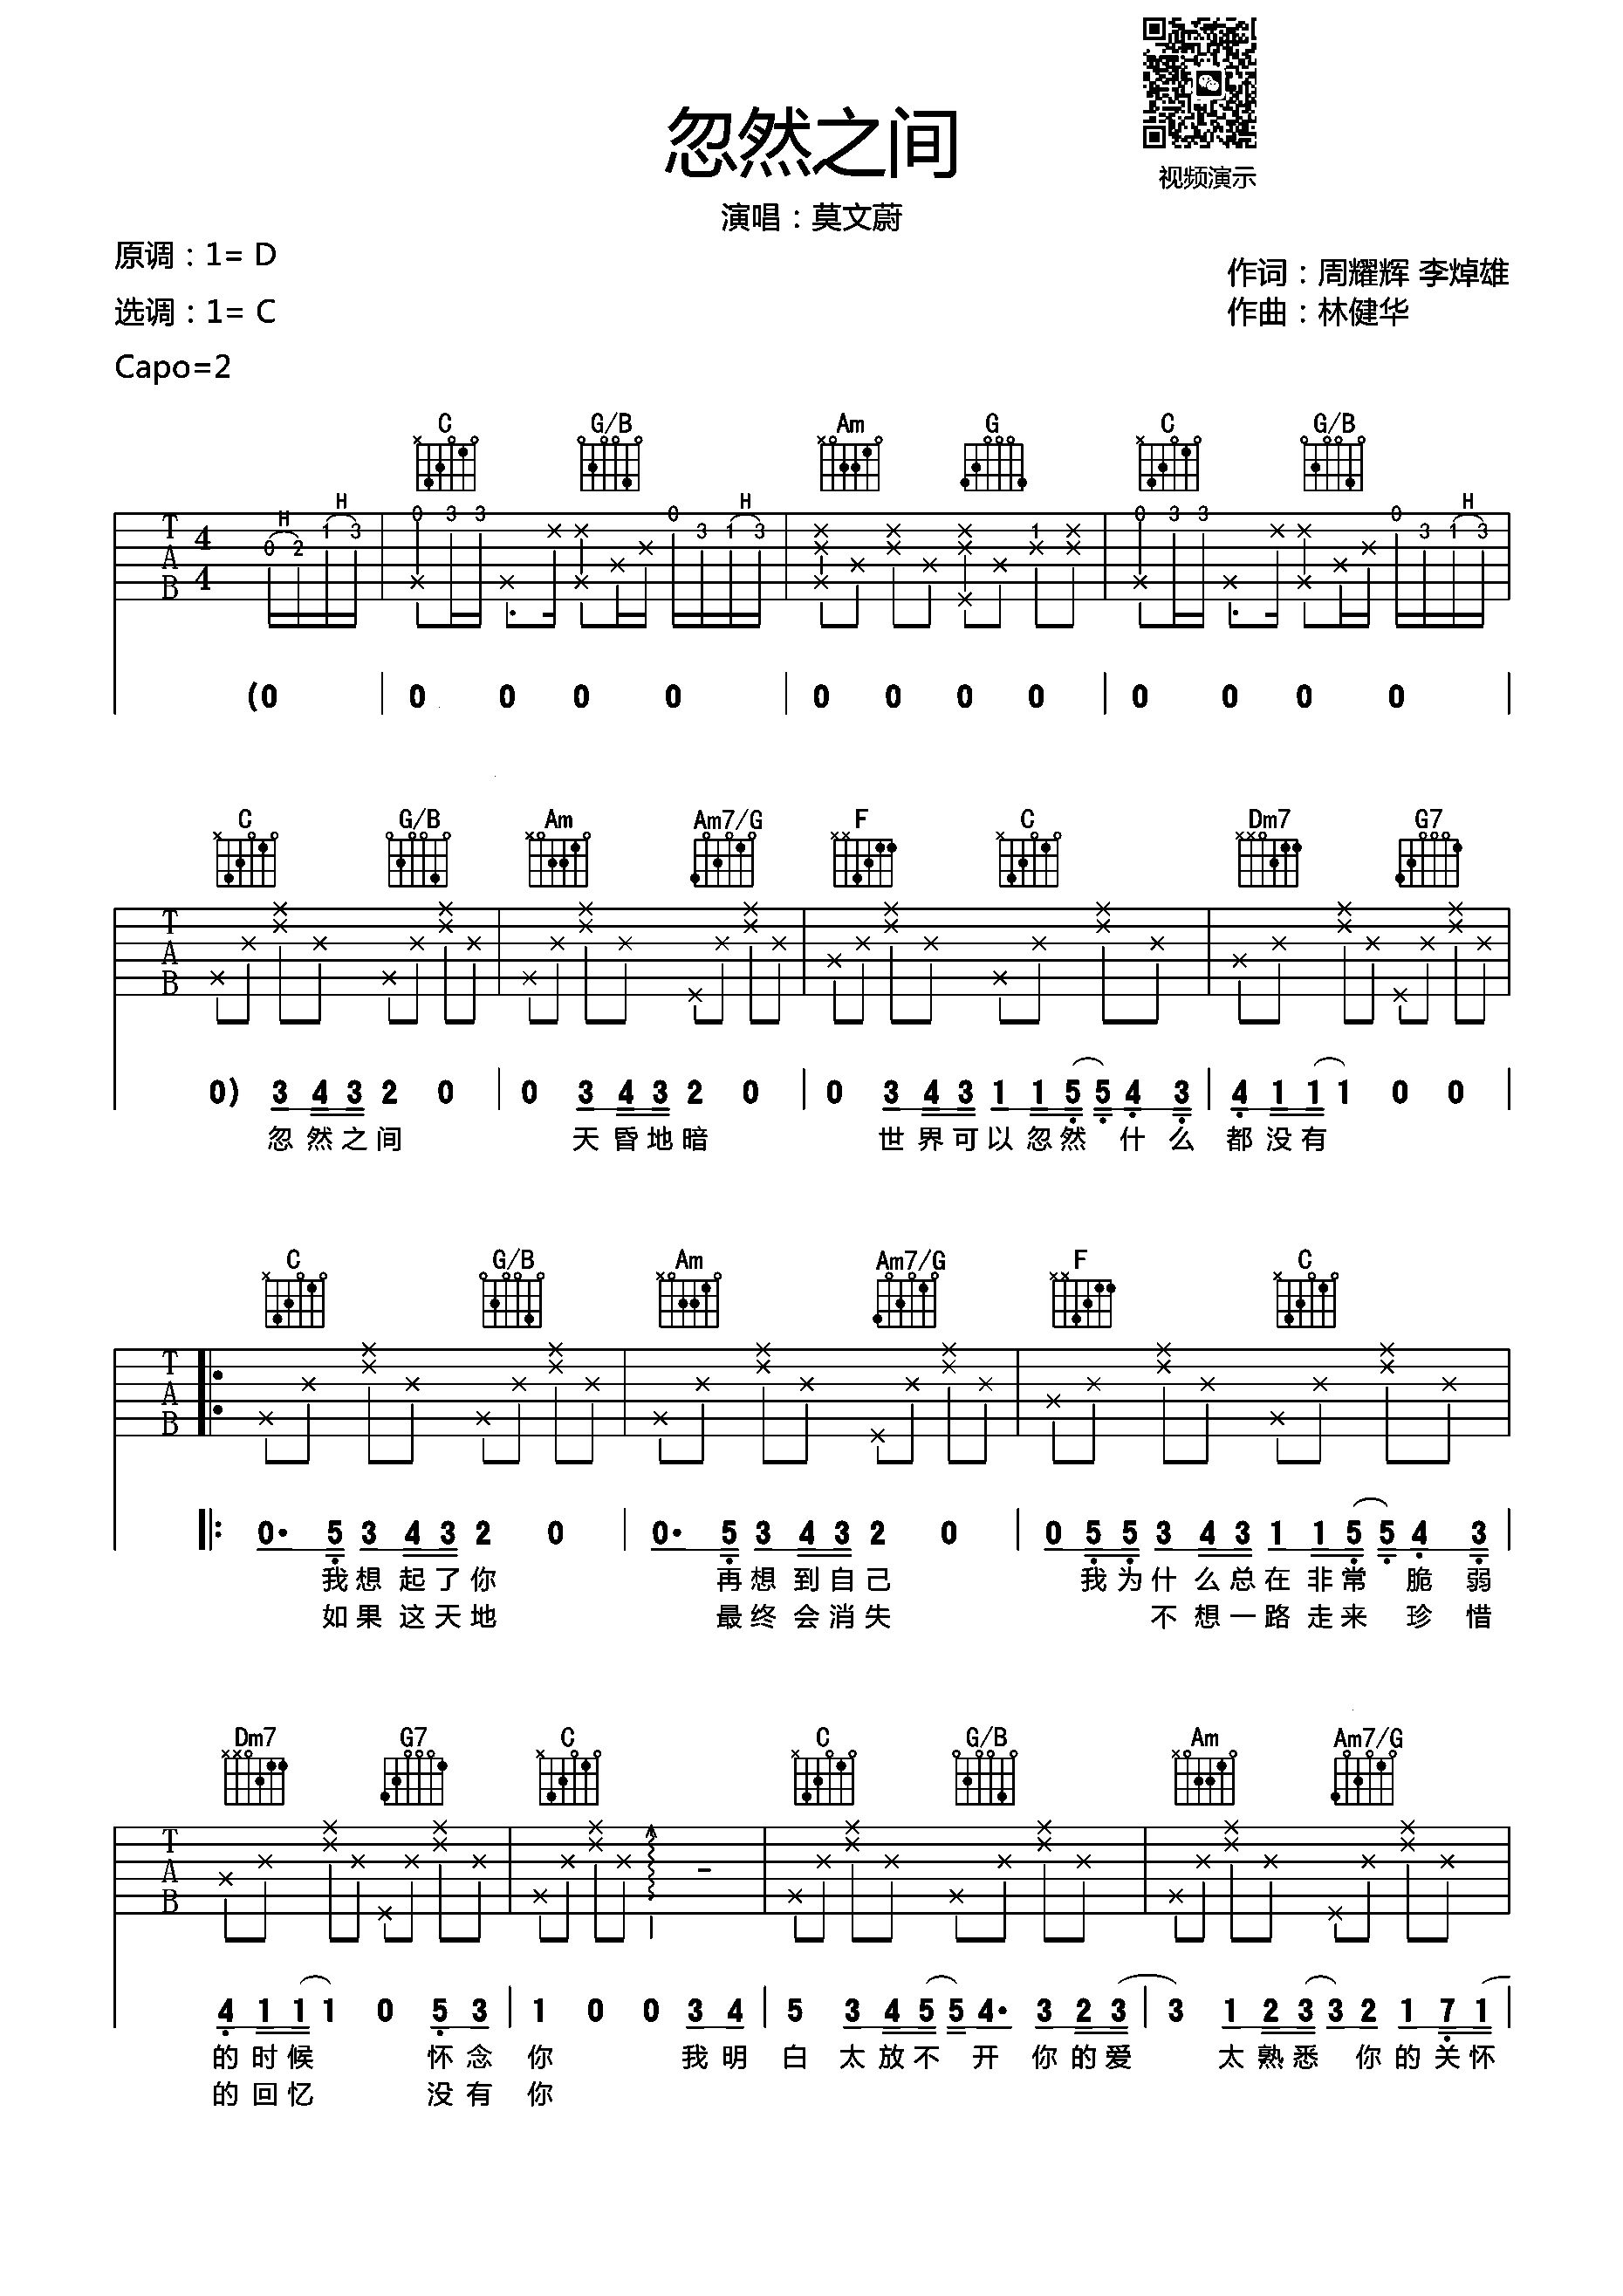 忽然之间
视频演示
演唱：莫文蔚
原调：1= D
作词：周耀辉 李焯雄
选调：1= C
作曲：林健华
Capo=2
C G/B Am G C G/B
H H H H H
T A B 4 4 0 2 1 3 0 3 3 0 3 1 3 1 0 3 3 0 3 1 3
(0 0 0 0 0 0 0 0 0 0 0 0 0
C G/B Am Am7/G F C Dm7 G7
T A B
0) 3 4 3 2 0 0 3 4 3 2 0 0 3 4 3 1 1 5 5 4 3 4 1 1 1 0 0
忽然之间 天昏地暗 世界可以忽然 什么 都没有
C G/B Am Am7/G F C
T A B
0· 5 3 4 3 2 0 0· 5 3 4 3 2 0 0 5 5 3 4 3 1 1 5 5 4 3
我想起了你 再想到自己 我为什么总在非常 脆弱
如果这天地 最终会消失 不想一路走来 珍惜
Dm7 G7 C C G/B Am Am7/G
T A B
4 1 1 1 0 5 3 1 0 0 3 4 5 3 4 5 5 4· 3 2 3 3 1 2 3 3 2 1 7 1
的时候 怀念 你 我明 白 太放不 开 你的爱 太熟悉 你的关怀
的回忆 没有 你